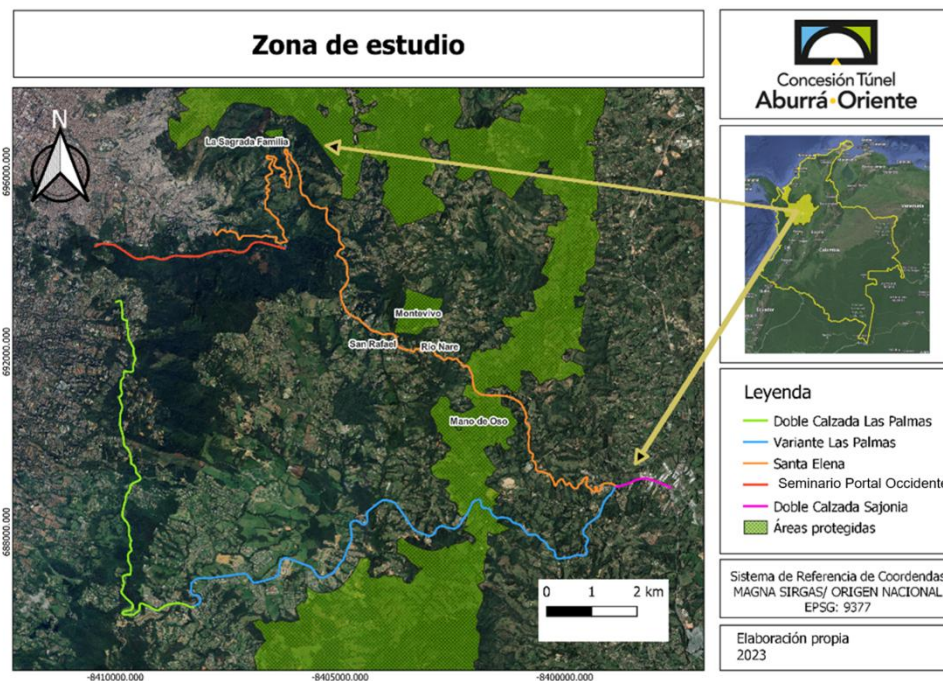 Zona de estudio
Concesión Túnel
Aburrá Oriente
N
La Sagrada Familia
Montevivo
San Rafael
Río Nare
Mano de Oso
696000.000
692000.000
688000.000
-8410000.000
-8405000.000
-8400000.000
0 1 2 km
Leyenda
Doble Calzada Las Palmas
Variante Las Palmas
Santa Elena
Seminario Portal Occidente
Doble Calzada Sajonia
Áreas protegidas
Sistema de Referencia de Coordendas
MAGNA SIRGAS/ ORIGEN NACIONAL
EPSG: 9377
Elaboración propia
2023